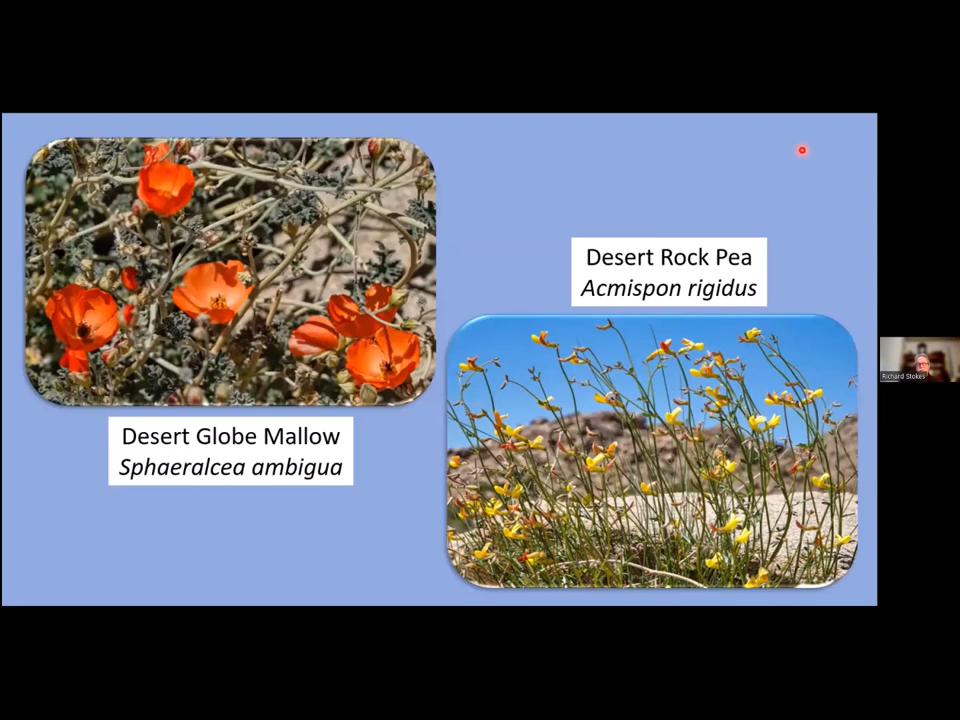 Desert Globe Mallow
Sphaeralcea ambigua
Desert Rock Pea
Acmispon rigidus
Richard Stokes